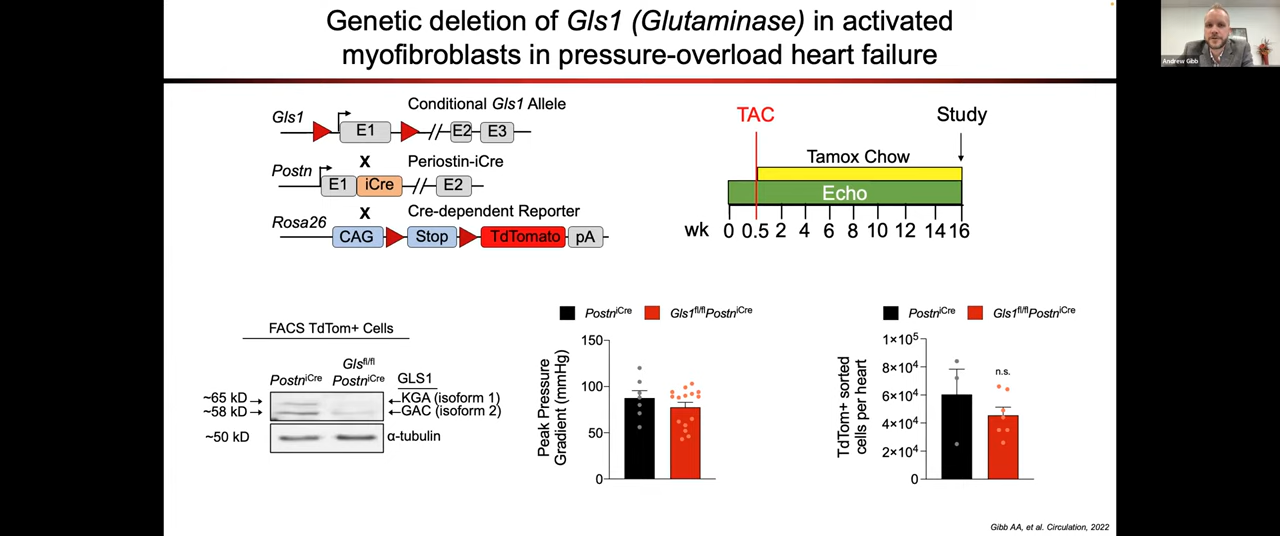 Genetic deletion of Gls1 (Glutaminase) in activated
myofibroblasts in pressure-overload heart failure
Andrew Gibb
Gls1
Conditional Gls1 Allele
E1
E2
E3
X
Periostin-iCre
Postn
E1
iCre
E2
X
Cre-dependent Reporter
Rosa26
CAG
Stop
TdTomato
pA
TAC
Study
Tamox Chow
Echo
wk 0 0.5 2 4 6 8 10 12 14 16
FACS TdTom+ Cells
PostniCre
Glsfl/fl
PostniCre
GLS1
~65 kD
KGA (isoform 1)
~58 kD
GAC (isoform 2)
~50 kD
α-tubulin
PostniCre
Gls1fl/flPostniCre
Peak Pressure
Gradient (mmHg)
150
100
50
0
PostniCre
Gls1fl/flPostniCre
TdTom+ sorted
cells per heart
1×10⁵
8×10⁴
6×10⁴
4×10⁴
2×10⁴
0
n.s.
Gibb AA, et al. Circulation, 2022